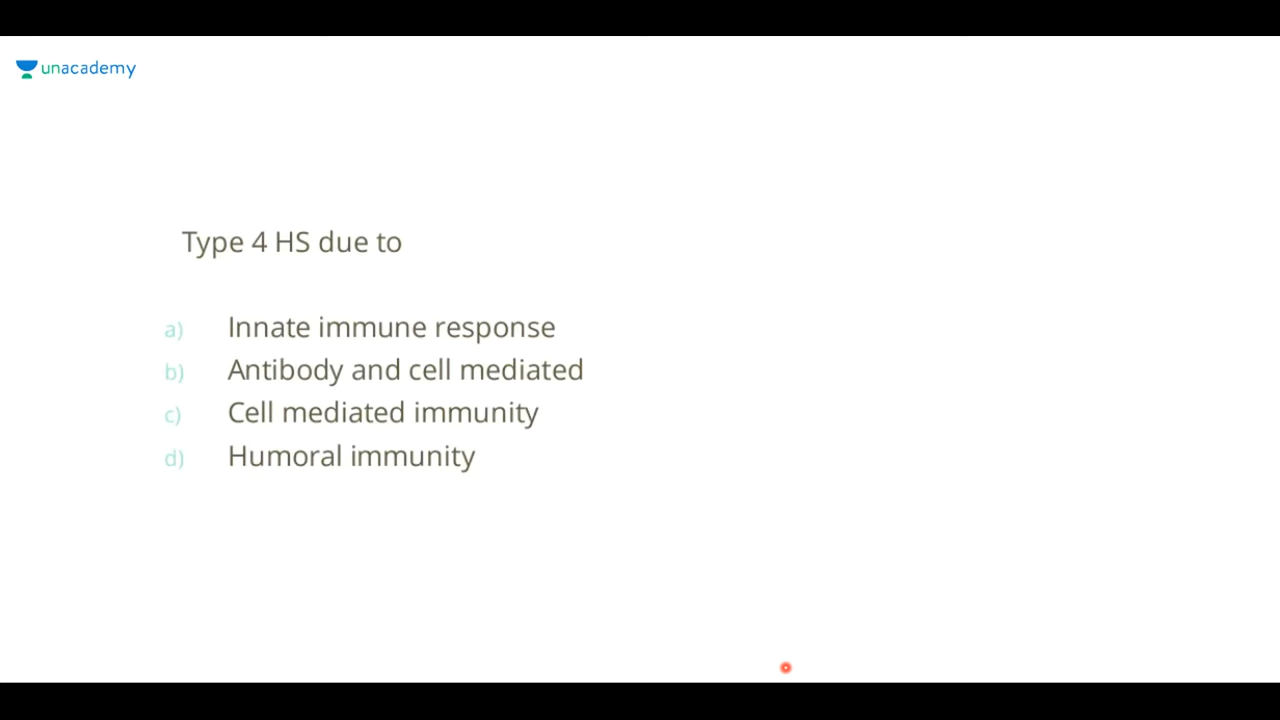 unacademy
Type 4 HS due to
a) Innate immune response
b) Antibody and cell mediated
c) Cell mediated immunity
d) Humoral immunity